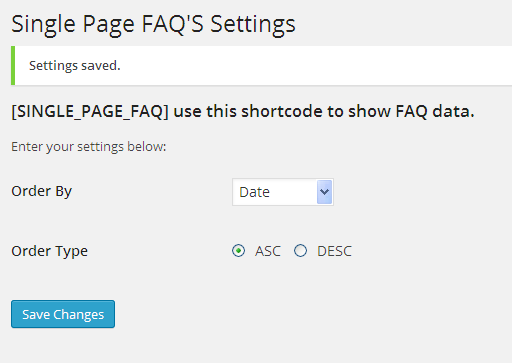 Single Page FAQ'S Settings
Settings saved.
[SINGLE_PAGE_FAQ] use this shortcode to show FAQ data.
Enter your settings below:
Order By Date
Order Type ASC DESC
Save Changes